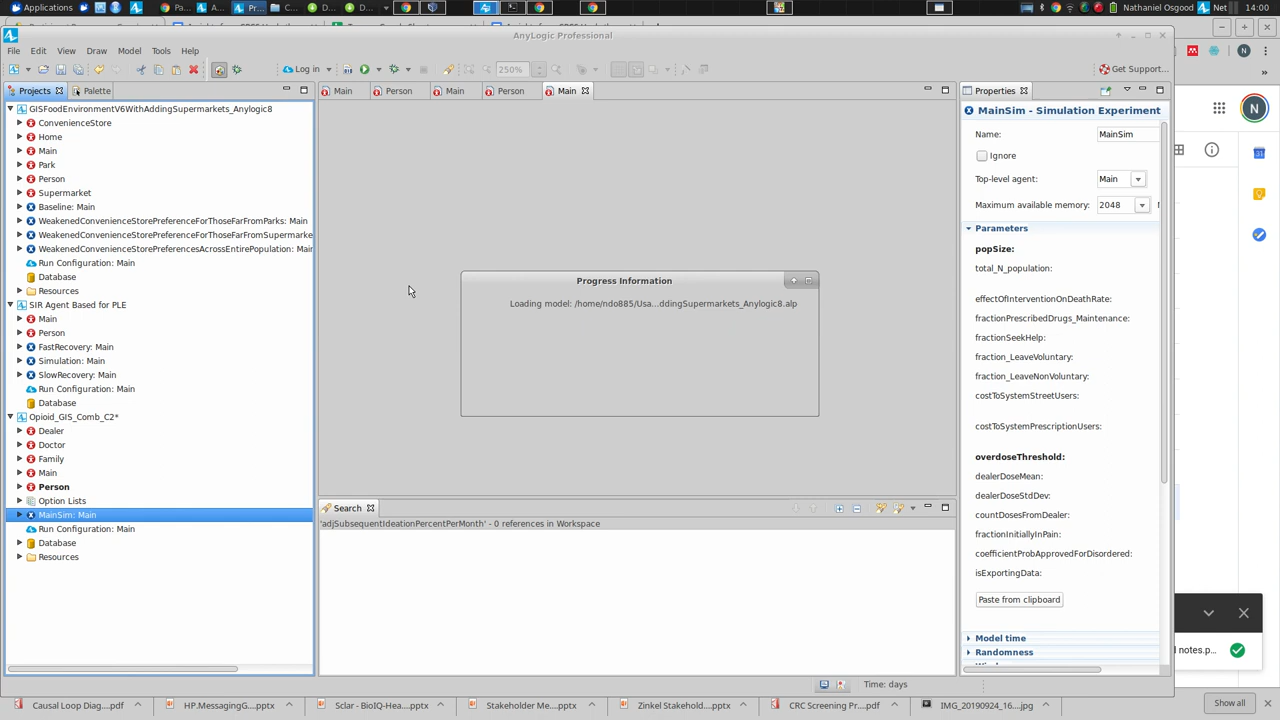 Applications
Pa...
A...
Pr...
C...
D...
D...
Nathaniel Osgood
Net
14:00
AnyLogic Professional
File Edit View Draw Model Tools Help
Log in
250%
Get Support...
Projects
Palette
Main
Person
Main
Person
Main
Properties
GISFoodEnvironmentV6WithAddingSupermarkets_Anylogic8
ConvenienceStore
Home
Main
Park
Person
Supermarket
Baseline: Main
WeakenedConvenienceStorePreferenceForThoseFarFromParks: Main
WeakenedConvenienceStorePreferenceForThoseFarFromSupermarke
WeakenedConvenienceStorePreferencesAcrossEntirePopulation: Main
Run Configuration: Main
Database
Resources
SIR Agent Based for PLE
Main
Person
FastRecovery: Main
Simulation: Main
SlowRecovery: Main
Run Configuration: Main
Database
Opioid_GIS_Comb_C2*
Dealer
Doctor
Family
Main
Person
Option Lists
MainSim: Main
Run Configuration: Main
Database
Resources
Progress Information
Loading model: /home/ndo885/Usa...ddingSupermarkets_Anylogic8.alp
Search
'adjSubsequentIdeationPercentPerMonth' - 0 references in Workspace
MainSim - Simulation Experiment
Name: MainSim
Ignore
Top-level agent: Main
Maximum available memory: 2048
Parameters
popSize:
total_N_population:
effectOfInterventionOnDeathRate:
fractionPrescribedDrugs_Maintenance:
fractionSeekHelp:
fraction_LeaveVoluntary:
fraction_LeaveNonVoluntary:
costToSystemStreetUsers:
costToSystemPrescriptionUsers:
overdoseThreshold:
dealerDoseMean:
dealerDoseStdDev:
countDosesFromDealer:
fractionInitiallyInPain:
coefficientProbApprovedForDisordered:
isExportingData:
Paste from clipboard
Model time
Randomness
Time: days
N
N
l notes.p...
Causal Loop Diag....pdf
HP.MessagingG....pptx
Sclar - BioIQ-Hea....pptx
Stakeholder Me....pptx
Zinkel Stakehold....pptx
CRC Screening Pr....pdf
IMG_20190924_16....jpg
Show all